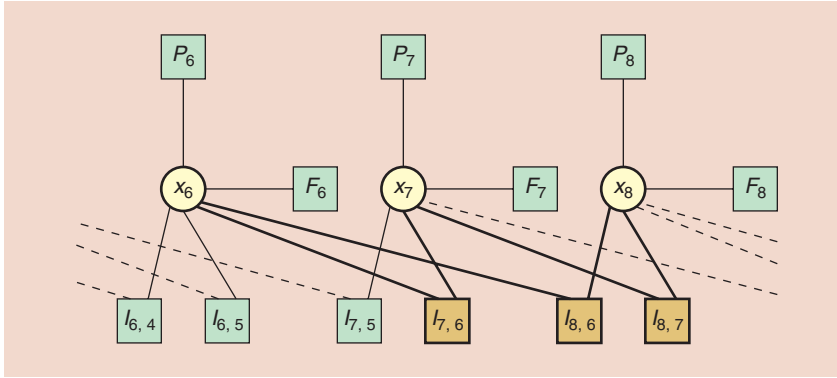 P6 P7 P8
x6 F6 x7 F7 x8 F8
I6, 4 I6, 5 I7, 5 I7, 6 I8, 6 I8, 7